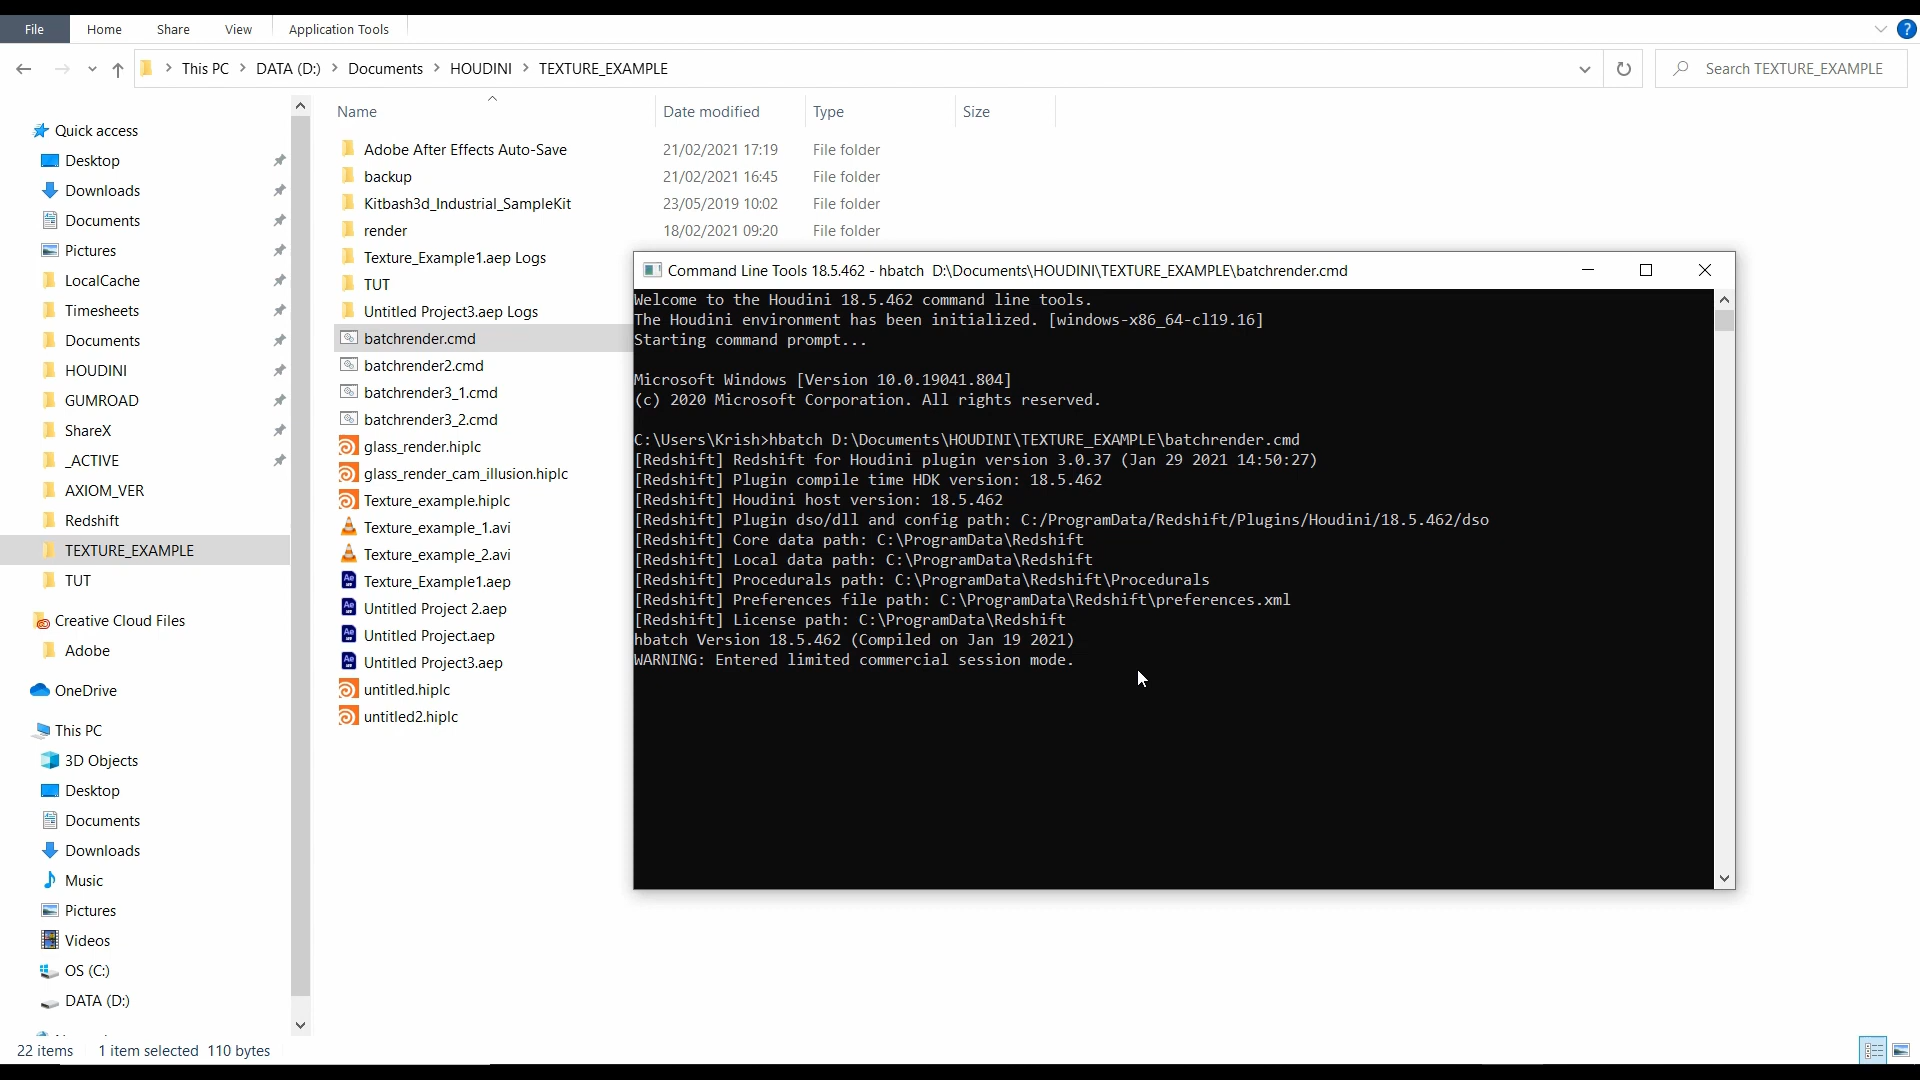 File Home Share View Application Tools
This PC > DATA (D:) > Documents > HOUDINI > TEXTURE_EXAMPLE
Search TEXTURE_EXAMPLE
Quick access
Desktop
Downloads
Documents
Pictures
LocalCache
Timesheets
Documents
HOUDINI
GUMROAD
ShareX
_ACTIVE
AXIOM_VER
Redshift
TEXTURE_EXAMPLE
TUT
Creative Cloud Files
Adobe
OneDrive
This PC
3D Objects
Desktop
Documents
Downloads
Music
Pictures
Videos
OS (C:)
DATA (D:)
Name Date modified Type Size
Adobe After Effects Auto-Save 21/02/2021 17:19 File folder
backup 21/02/2021 16:45 File folder
Kitbash3d_Industrial_SampleKit 23/05/2019 10:02 File folder
render 18/02/2021 09:20 File folder
Texture_Example1.aep Logs
TUT
Untitled Project3.aep Logs
batchrender.cmd
batchrender2.cmd
batchrender3_1.cmd
batchrender3_2.cmd
glass_render.hiplc
glass_render_cam_illusion.hiplc
Texture_example.hiplc
Texture_example_1.avi
Texture_example_2.avi
Texture_Example1.aep
Untitled Project 2.aep
Untitled Project.aep
Untitled Project3.aep
untitled.hiplc
untitled2.hiplc
Command Line Tools 18.5.462 - hbatch D:\Documents\HOUDINI\TEXTURE_EXAMPLE\batchrender.cmd
Welcome to the Houdini 18.5.462 command line tools.
The Houdini environment has been initialized. [windows-x86_64-cl19.16]
Starting command prompt...
Microsoft Windows [Version 10.0.19041.804]
(c) 2020 Microsoft Corporation. All rights reserved.
C:\Users\Krish>hbatch D:\Documents\HOUDINI\TEXTURE_EXAMPLE\batchrender.cmd
[Redshift] Redshift for Houdini plugin version 3.0.37 (Jan 29 2021 14:50:27)
[Redshift] Plugin compile time HDK version: 18.5.462
[Redshift] Houdini host version: 18.5.462
[Redshift] Plugin dso/dll and config path: C:/ProgramData/Redshift/Plugins/Houdini/18.5.462/dso
[Redshift] Core data path: C:\ProgramData\Redshift
[Redshift] Local data path: C:\ProgramData\Redshift
[Redshift] Procedurals path: C:\ProgramData\Redshift\Procedurals
[Redshift] Preferences file path: C:\ProgramData\Redshift\preferences.xml
[Redshift] License path: C:\ProgramData\Redshift
hbatch Version 18.5.462 (Compiled on Jan 19 2021)
WARNING: Entered limited commercial session mode.
22 items 1 item selected 110 bytes